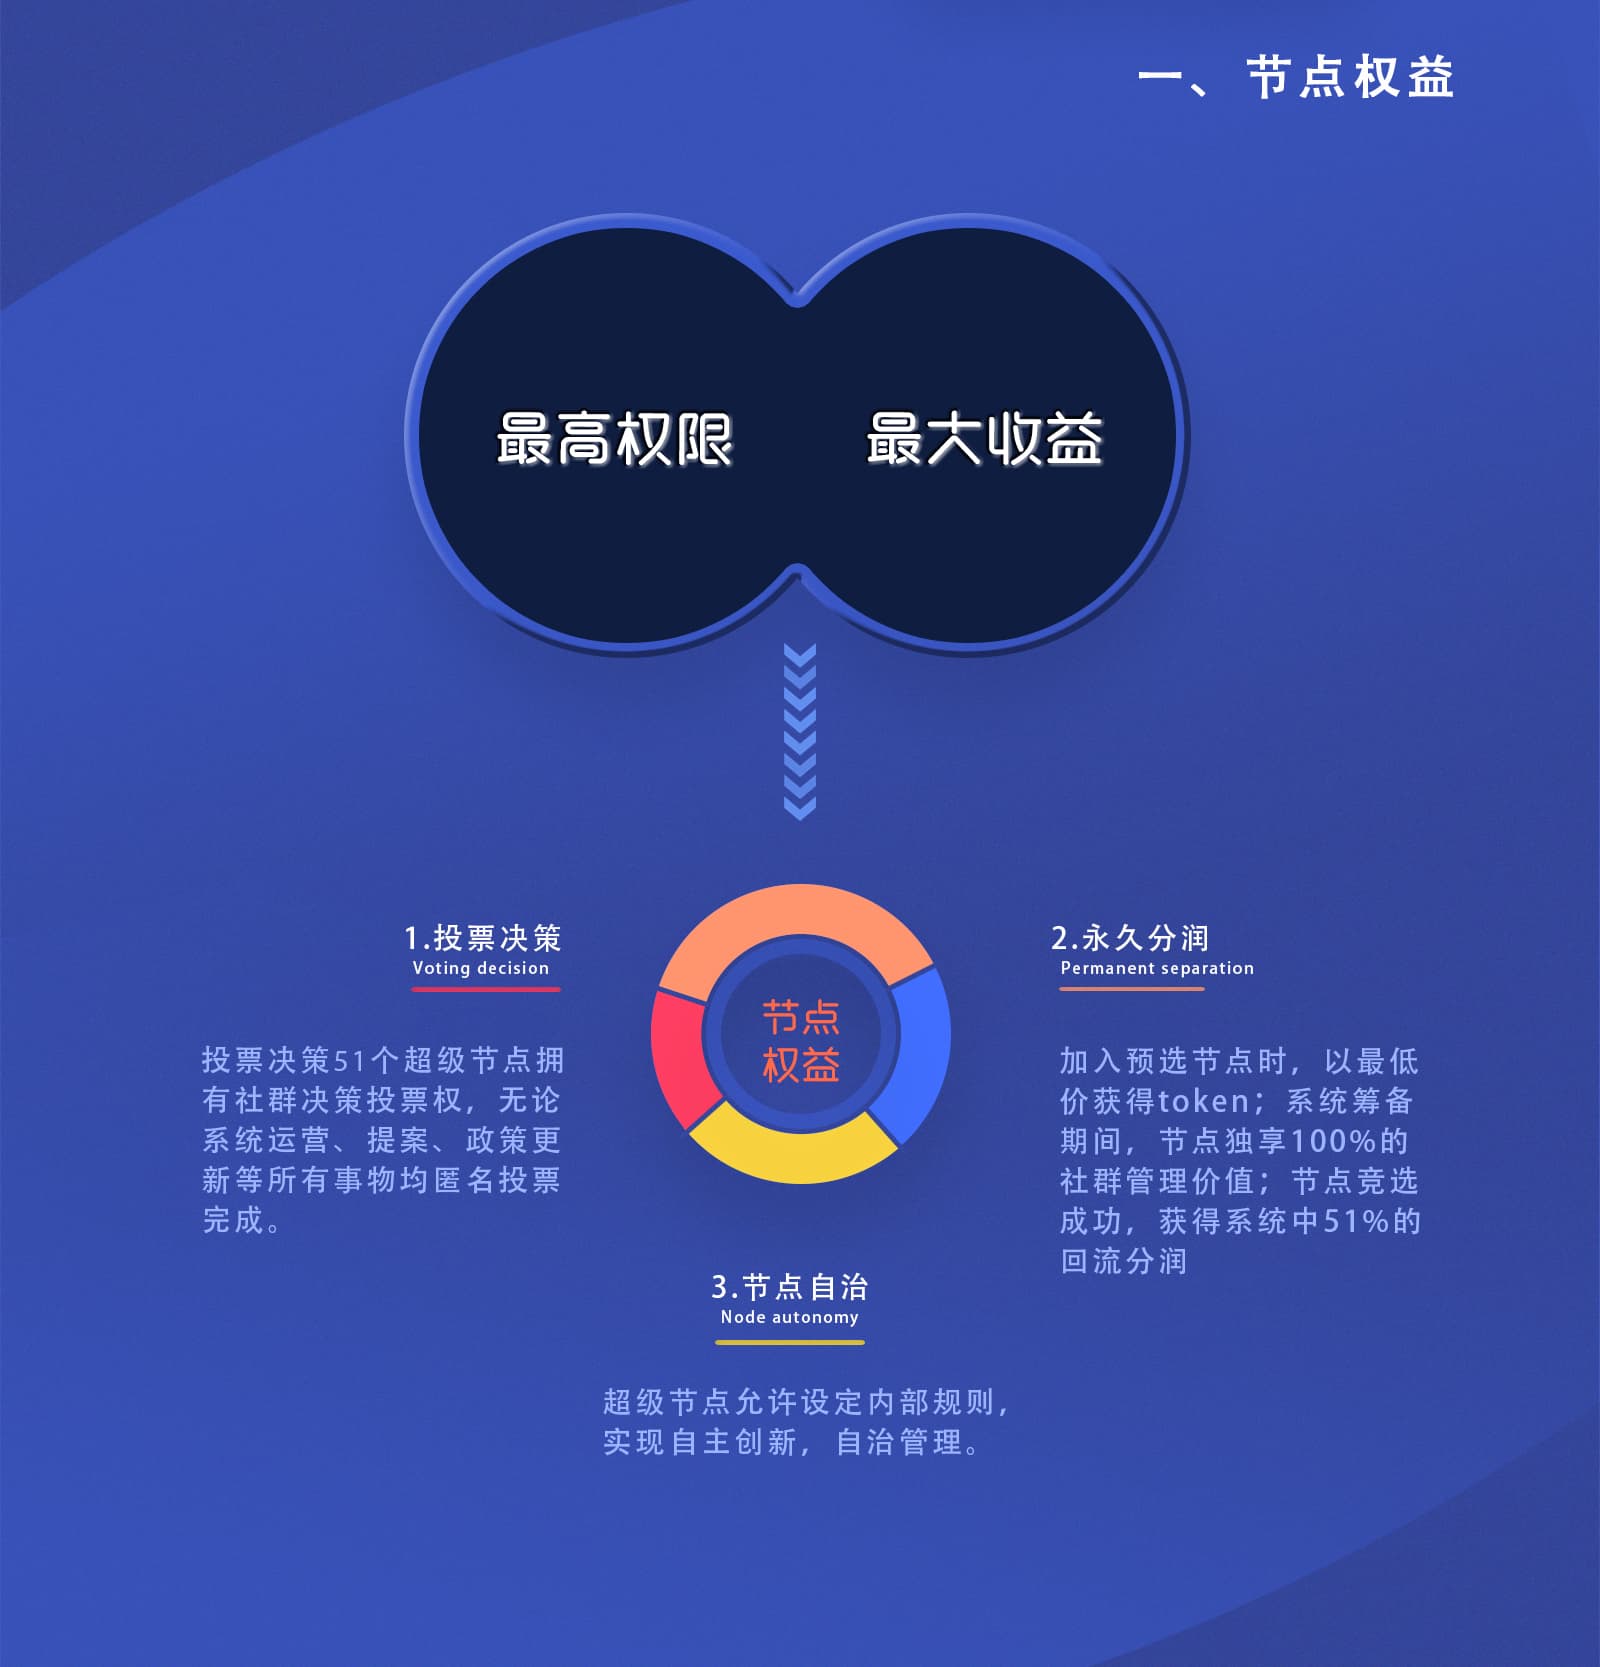 一、节点权益
最高权限
最大收益
节点
权益
1.投票决策
Voting decision
投票决策51个超级节点拥
有社群决策投票权，无论
系统运营、提案、政策更
新等所有事物均匿名投票
完成。
2.永久分润
Permanent separation
加入预选节点时，以最低
价获得token；系统筹备
期间，节点独享100%的
社群管理价值；节点竞选
成功，获得系统中51%的
回流分润
3.节点自治
Node autonomy
超级节点允许设定内部规则，
实现自主创新，自治管理。